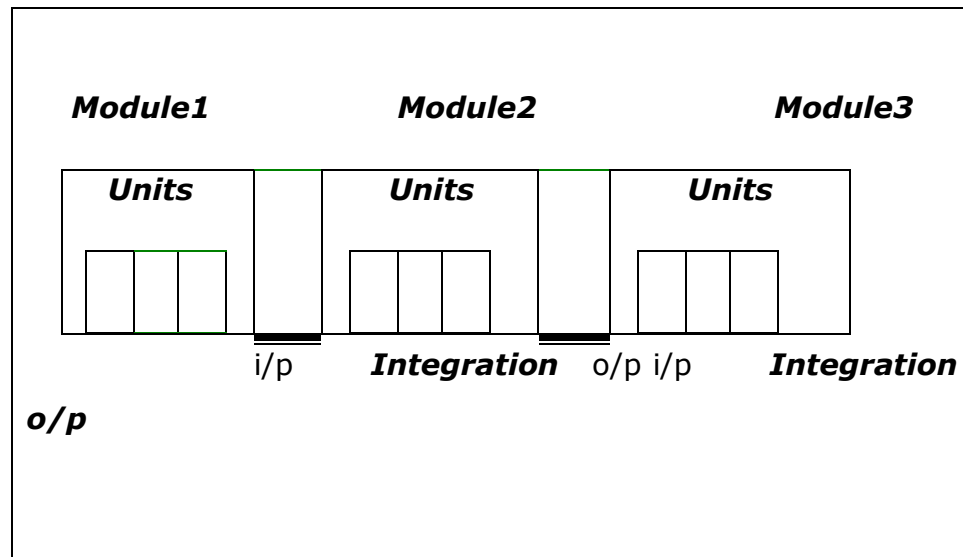 Module1 Module2 Module3
Units Units Units
i/p Integration o/p i/p Integration
o/p